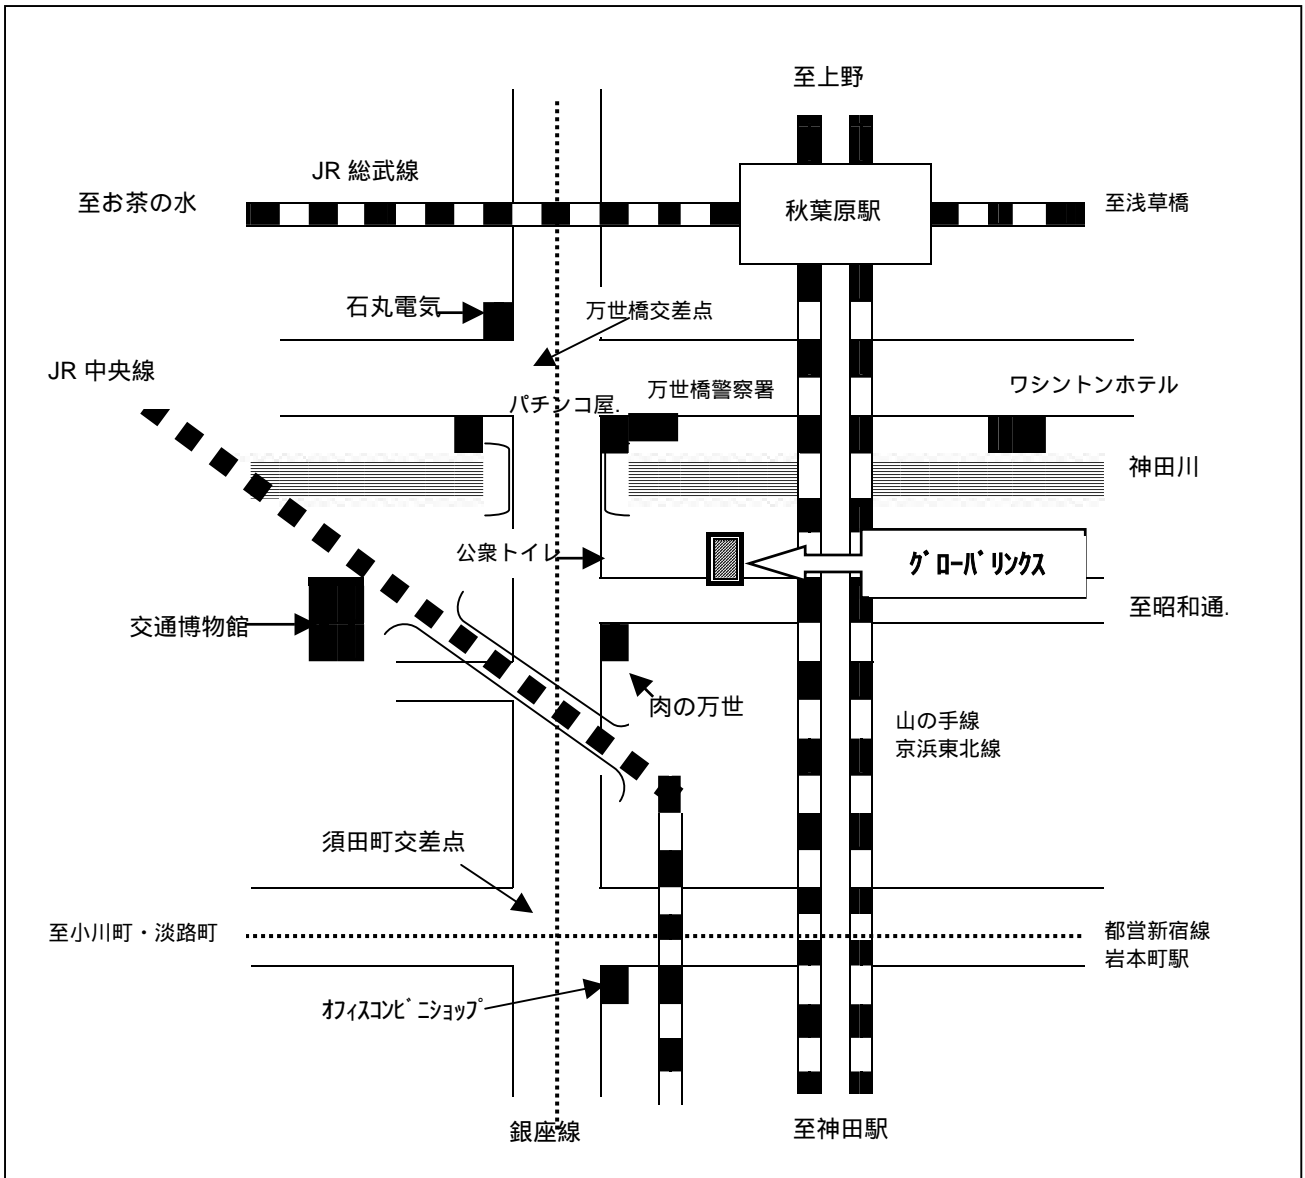 至上野
JR 総武線
至お茶の水
秋葉原駅
至浅草橋
石丸電気
万世橋交差点
JR 中央線
万世橋警察署
ワシントンホテル
パチンコ屋.
神田川
公衆トイレ
ｸﾞﾛｰﾊﾞﾘﾝｸｽ
至昭和通.
交通博物館
肉の万世
山の手線
京浜東北線
須田町交差点
至小川町・淡路町
都営新宿線
岩本町駅
ｵﾌｨｽｺﾝﾋﾞﾆｼｮｯﾌﾟ
銀座線
至神田駅